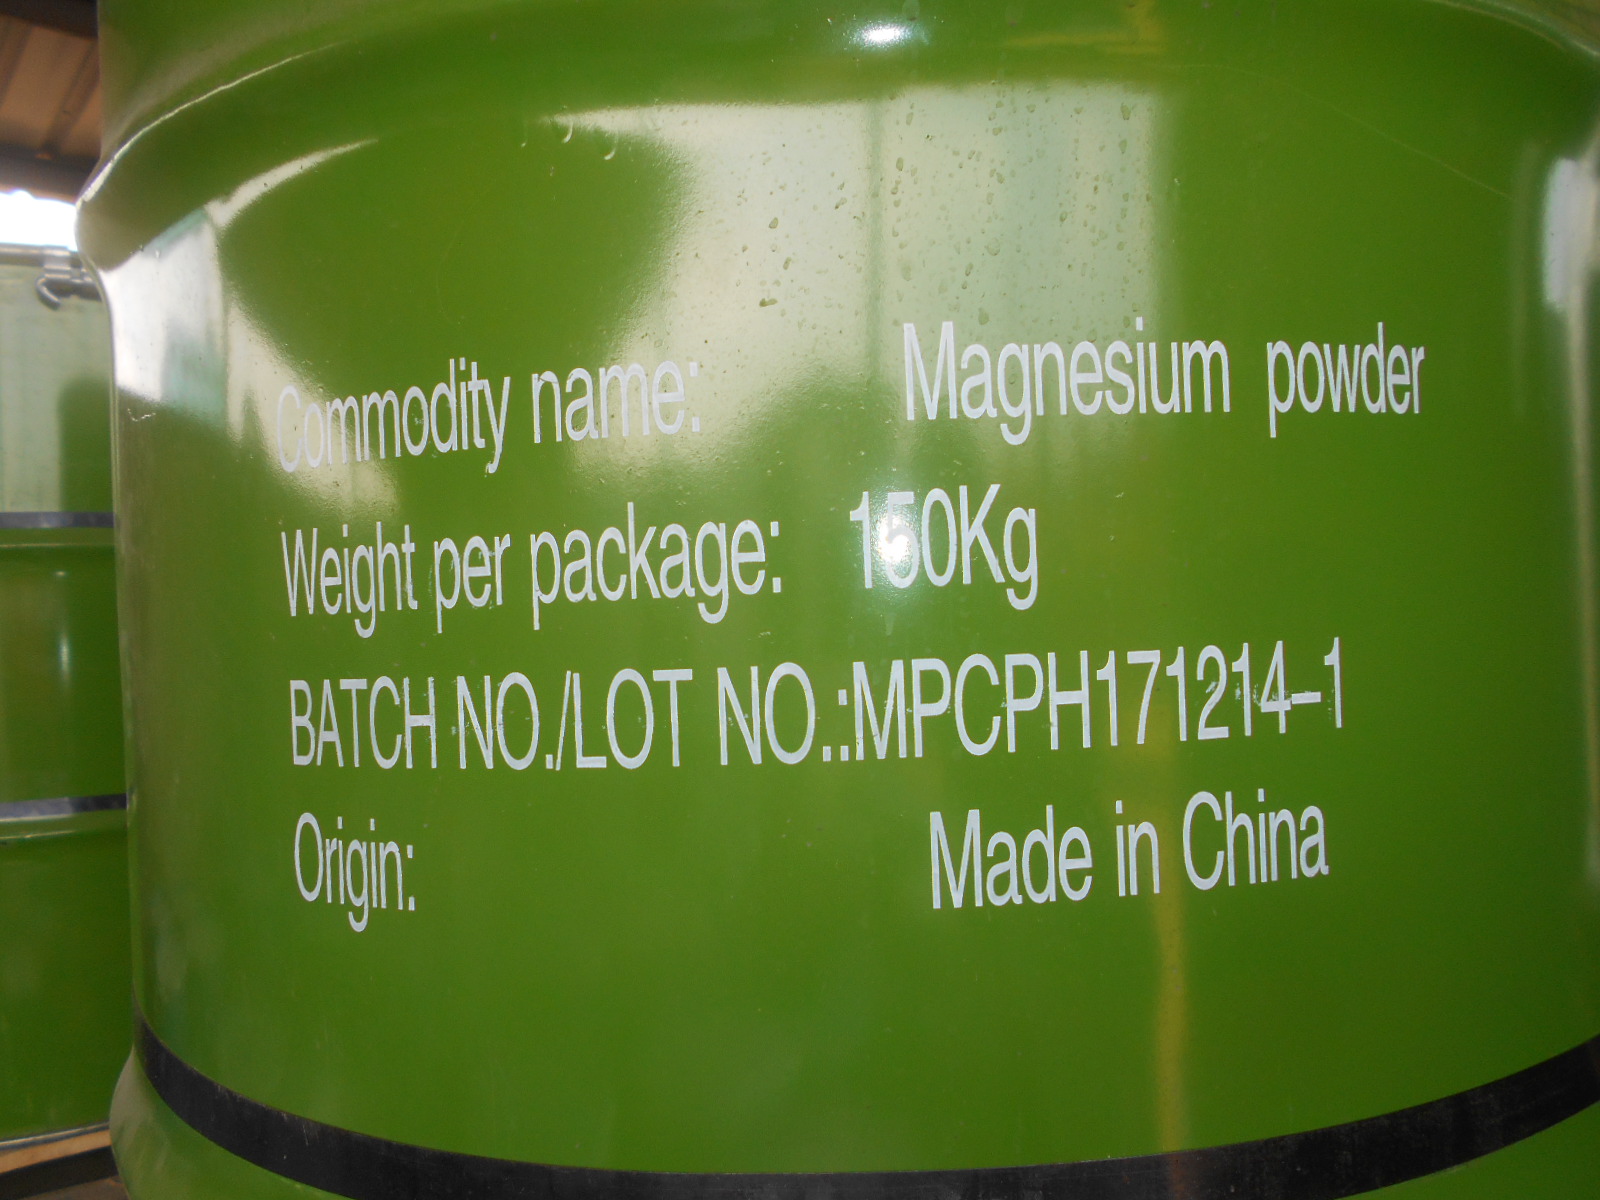 Commodity name: Magnesium powder
Weight per package: 150Kg
BATCH NO./LOT NO.:MPCPH171214-1
Origin: Made in China